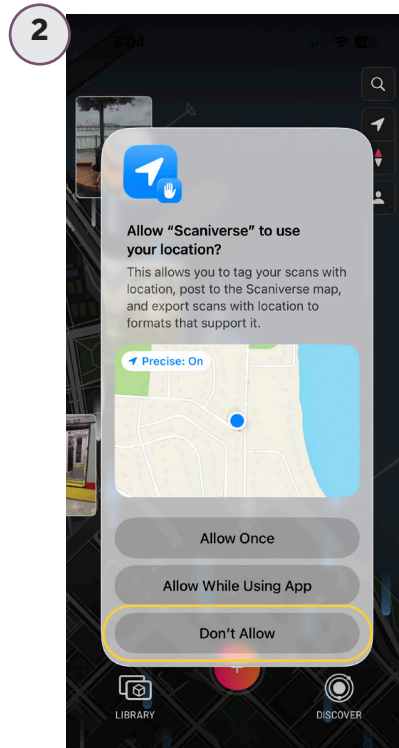 2
5:04
Allow “Scaniverse” to use
your location?
This allows you to tag your scans with
location, post to the Scaniverse map,
and export scans with location to
formats that support it.
Precise: On
Allow Once
Allow While Using App
Don’t Allow
LIBRARY
DISCOVER